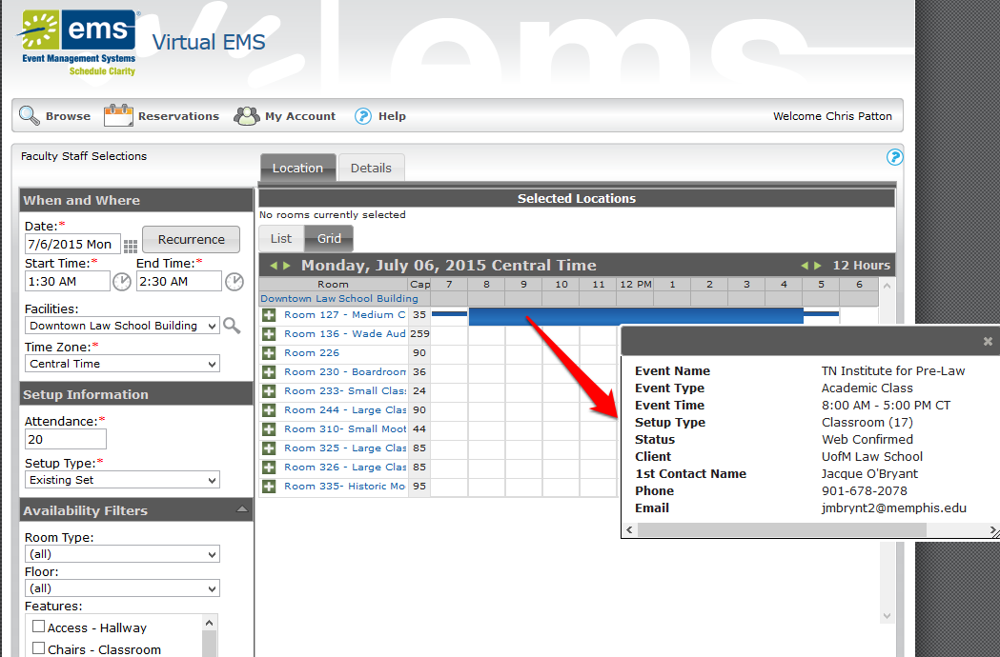 ems
ems
Event Management Systems
Schedule Clarity
Virtual EMS
Browse
Reservations
My Account
? Help
Welcome Chris Patton
Faculty Staff Selections
?
Location
Details
When and Where
Date:*
7/6/2015 Mon
Recurrence
Start Time:* End Time:*
1:30 AM 2:30 AM
Facilities:
Downtown Law School Building
Time Zone:*
Central Time
Setup Information
Attendance:*
20
Setup Type:*
Existing Set
Availability Filters
Room Type:
(all)
Floor:
(all)
Features:
Access - Hallway
Chairs - Classroom
Selected Locations
No rooms currently selected
List Grid
Monday, July 06, 2015 Central Time 12 Hours
Room Cap 7 8 9 10 11 12 PM 1 2 3 4 5 6
Downtown Law School Building
Room 127 - Medium C 35
Room 136 - Wade Aud 259
Room 226 90
Room 230 - Boardroom 36
Room 233- Small Clas 24
Room 244 - Large Clas 90
Room 310- Small Moot 44
Room 325 - Large Clas 85
Room 326 - Large Clas 85
Room 335- Historic Mo 95
Event Name TN Institute for Pre-Law
Event Type Academic Class
Event Time 8:00 AM - 5:00 PM CT
Setup Type Classroom (17)
Status Web Confirmed
Client UofM Law School
1st Contact Name Jacque O'Bryant
Phone 901-678-2078
Email jmbrynt2@memphis.edu